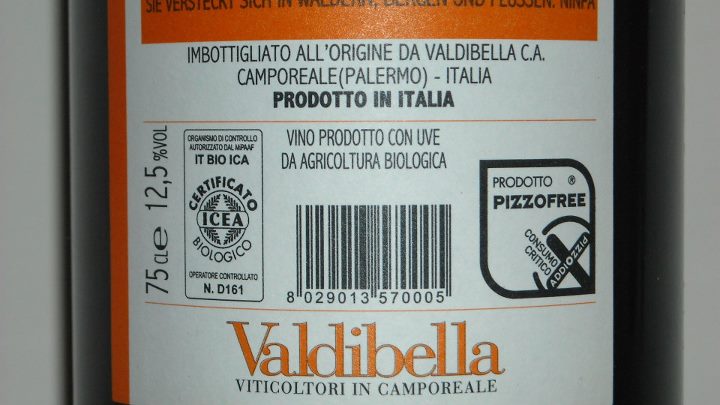 SIE VERSTECKT SICH IN WÄLDERN, BERGEN UND FLÜSSEN. NINFA
IMBOTTIGLIATO ALL'ORIGINE DA VALDIBELLA C.A.
CAMPOREALE(PALERMO) - ITALIA
PRODOTTO IN ITALIA
75cl e 12,5 %VOL
ORGANISMO DI CONTROLLO
AUTORIZZATO DAL MiPAAF
IT BIO ICA
CERTIFICATO
ICEA
BIOLOGICO
OPERATORE CONTROLLATO
N. D161
VINO PRODOTTO CON UVE
DA AGRICOLTURA BIOLOGICA
8 029013 570005
PRODOTTO ®
PIZZOFREE
CONSUMO
CRITICO
ADDIOPIZZO
Valdibella
VITICOLTORI IN CAMPOREALE